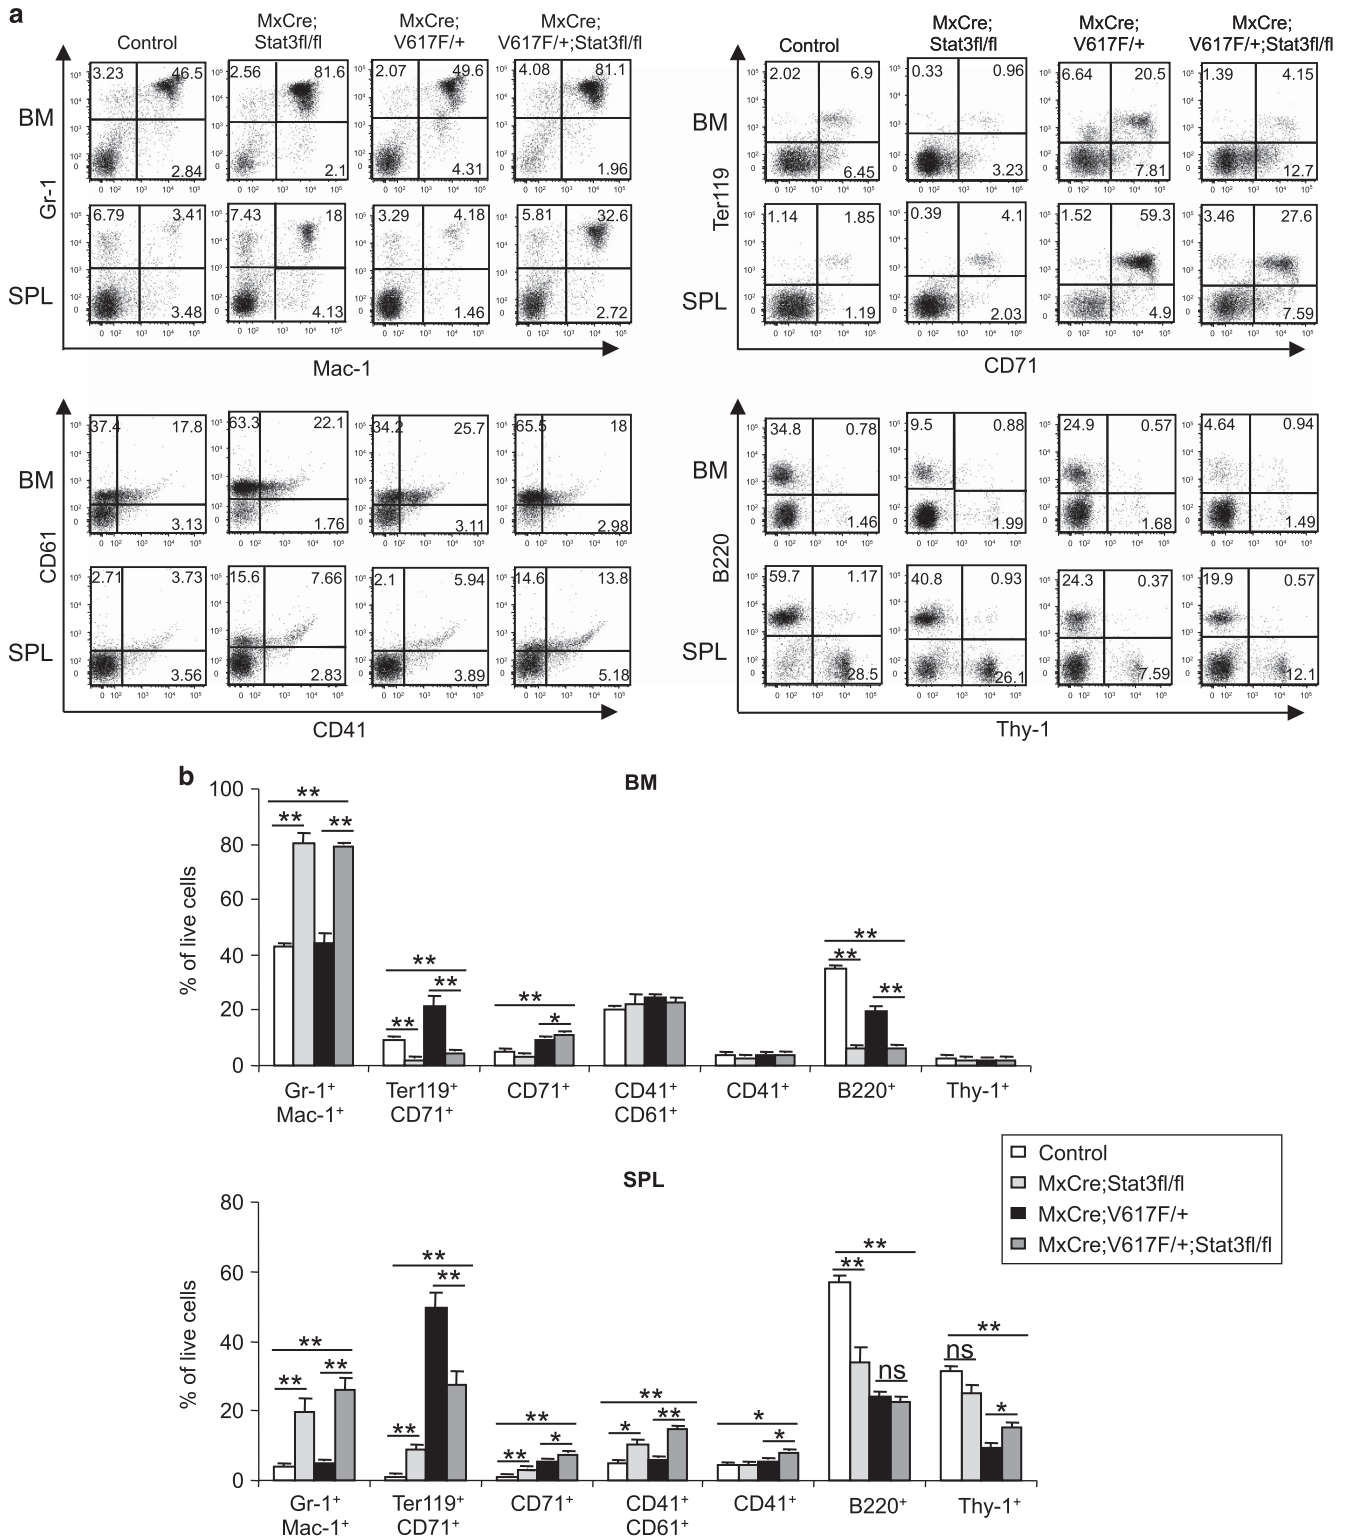 a
Control
MxCre;
Stat3fl/fl
MxCre;
V617F/+
MxCre;
V617F/+;Stat3fl/fl
BM
3.23 46.5
2.84
2.56 81.6
2.1
2.07 49.6
4.31
4.08 81.1
1.96
Gr-1
SPL
6.79 3.41
3.48
7.43 18
4.13
3.29 4.18
1.46
5.81 32.6
2.72
Mac-1
Control
MxCre;
Stat3fl/fl
MxCre;
V617F/+
MxCre;
V617F/+;Stat3fl/fl
BM
2.02 6.9
6.45
0.33 0.96
3.23
6.64 20.5
7.81
1.39 4.15
12.7
Ter119
SPL
1.14 1.85
1.19
0.39 4.1
2.03
1.52 59.3
4.9
3.46 27.6
7.59
CD71
BM
37.4 17.8
3.13
63.3 22.1
1.76
34.2 25.7
3.11
65.5 18
2.98
CD61
SPL
2.71 3.73
3.56
15.6 7.66
2.83
2.1 5.94
3.89
14.6 13.8
5.18
CD41
BM
34.8 0.78
1.46
9.5 0.88
1.99
24.9 0.57
1.68
4.64 0.94
1.49
B220
SPL
59.7 1.17
28.5
40.8 0.93
26.1
24.3 0.37
7.59
19.9 0.57
12.1
Thy-1
b
BM
% of live cells
100
80
60
40
20
0
** ** **
** ** **
** *
** ** **
Gr-1+
Mac-1+
Ter119+
CD71+
CD71+
CD41+
CD61+
CD41+
B220+
Thy-1+
Control
MxCre;Stat3fl/fl
MxCre;V617F/+
MxCre;V617F/+;Stat3fl/fl
SPL
% of live cells
80
60
40
20
0
** ** **
** ** **
** ** *
** * **
* *
** ** ns
** ns *
Gr-1+
Mac-1+
Ter119+
CD71+
CD71+
CD41+
CD61+
CD41+
B220+
Thy-1+